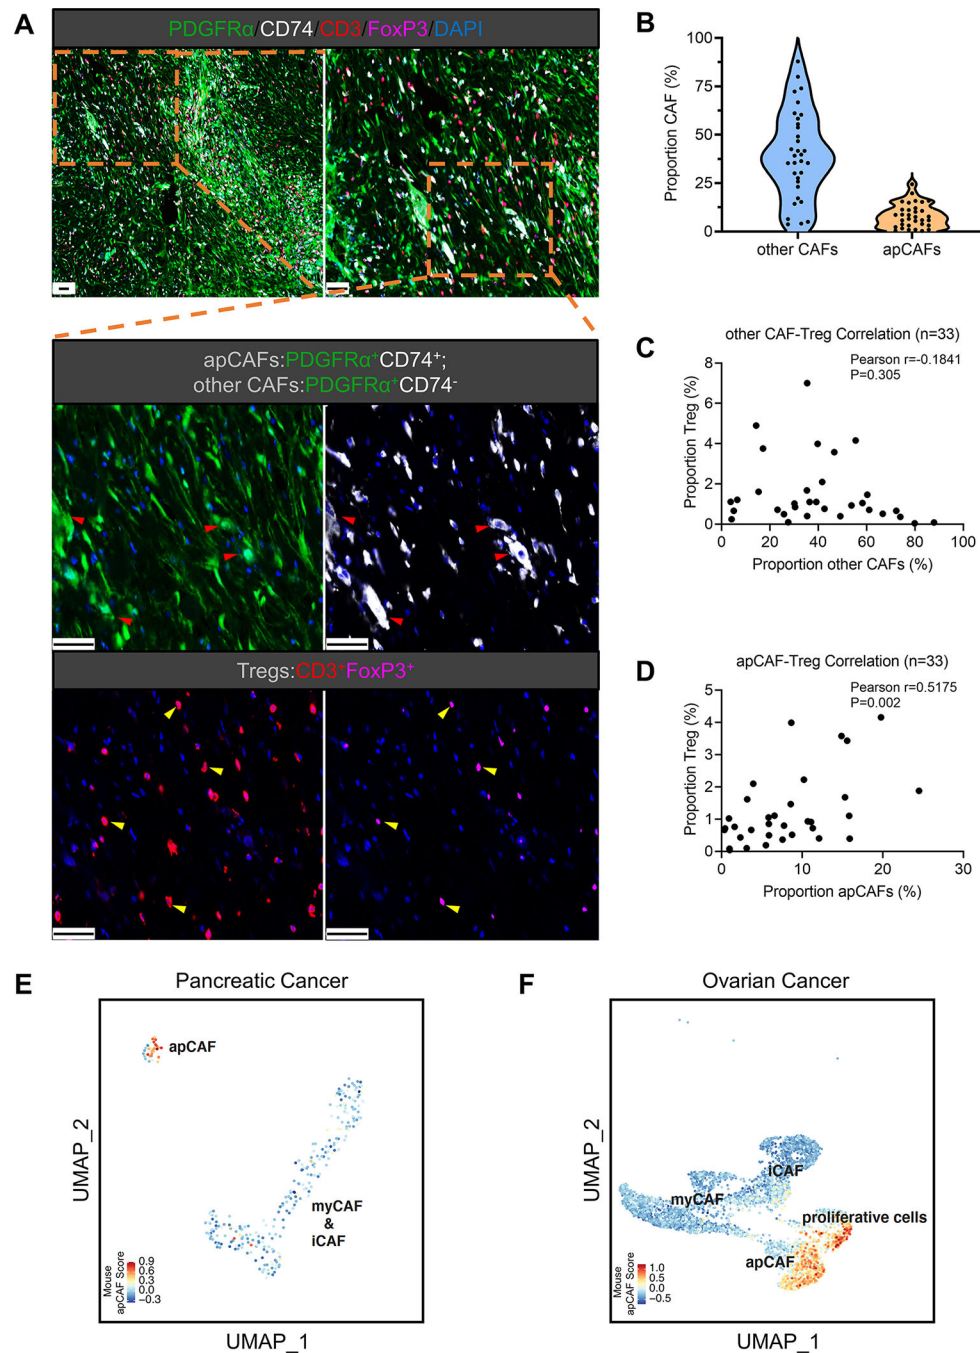 A
PDGFRα/CD74/CD3/FoxP3/DAPI
apCAFs:PDGFRα+CD74+;
other CAFs:PDGFRα+CD74-
Tregs:CD3+FoxP3+
B
Proportion CAF (%)
100
75
50
25
0
other CAFs
apCAFs
C
other CAF-Treg Correlation (n=33)
Pearson r=-0.1841
P=0.305
Proportion Treg (%)
8
6
4
2
0
0 20 40 60 80 100
Proportion other CAFs (%)
D
apCAF-Treg Correlation (n=33)
Pearson r=0.5175
P=0.002
Proportion Treg (%)
5
4
3
2
1
0
0 10 20 30
Proportion apCAFs (%)
E
Pancreatic Cancer
apCAF
myCAF
&
iCAF
UMAP_2
Mouse
apCAF Score
0.9
0.6
0.3
0.0
−0.3
UMAP_1
F
Ovarian Cancer
iCAF
myCAF
proliferative cells
apCAF
UMAP_2
Mouse
apCAF Score
1.0
0.5
0.0
−0.5
UMAP_1